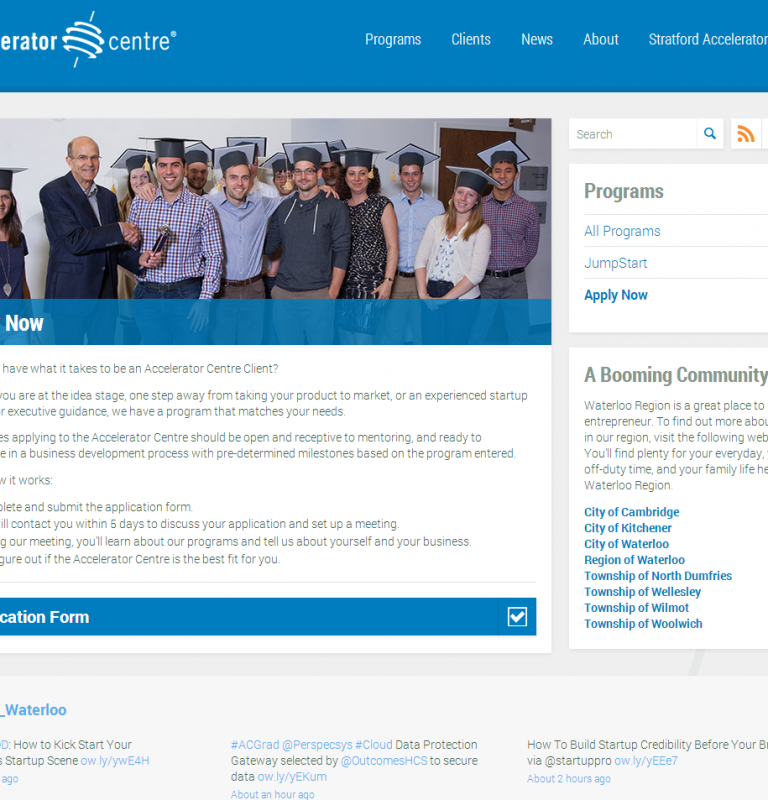 erator centre®
Programs
Clients
News
About
Stratford Accelerator
Search
Now
have what it takes to be an Accelerator Centre Client?
you are at the idea stage, one step away from taking your product to market, or an experienced startup
r executive guidance, we have a program that matches your needs.
es applying to the Accelerator Centre should be open and receptive to mentoring, and ready to
e in a business development process with pre-determined milestones based on the program entered.
w it works:
plete and submit the application form.
ill contact you within 5 days to discuss your application and set up a meeting.
g our meeting, you'll learn about our programs and tell us about yourself and your business.
gure out if the Accelerator Centre is the best fit for you.
cation Form
Programs
All Programs
JumpStart
Apply Now
A Booming Community
Waterloo Region is a great place to
entrepreneur. To find out more abou
in our region, visit the following web
You'll find plenty for your everyday,
off-duty time, and your family life he
Waterloo Region.
City of Cambridge
City of Kitchener
City of Waterloo
Region of Waterloo
Township of North Dumfries
Township of Wellesley
Township of Wilmot
Township of Woolwich
_Waterloo
D: How to Kick Start Your
s Startup Scene ow.ly/ywE4H
ago
#ACGrad @Perspecsys #Cloud Data Protection
Gateway selected by @OutcomesHCS to secure
data ow.ly/yEKum
About an hour ago
How To Build Startup Credibility Before Your Br
via @startuppro ow.ly/yEEe7
About 2 hours ago